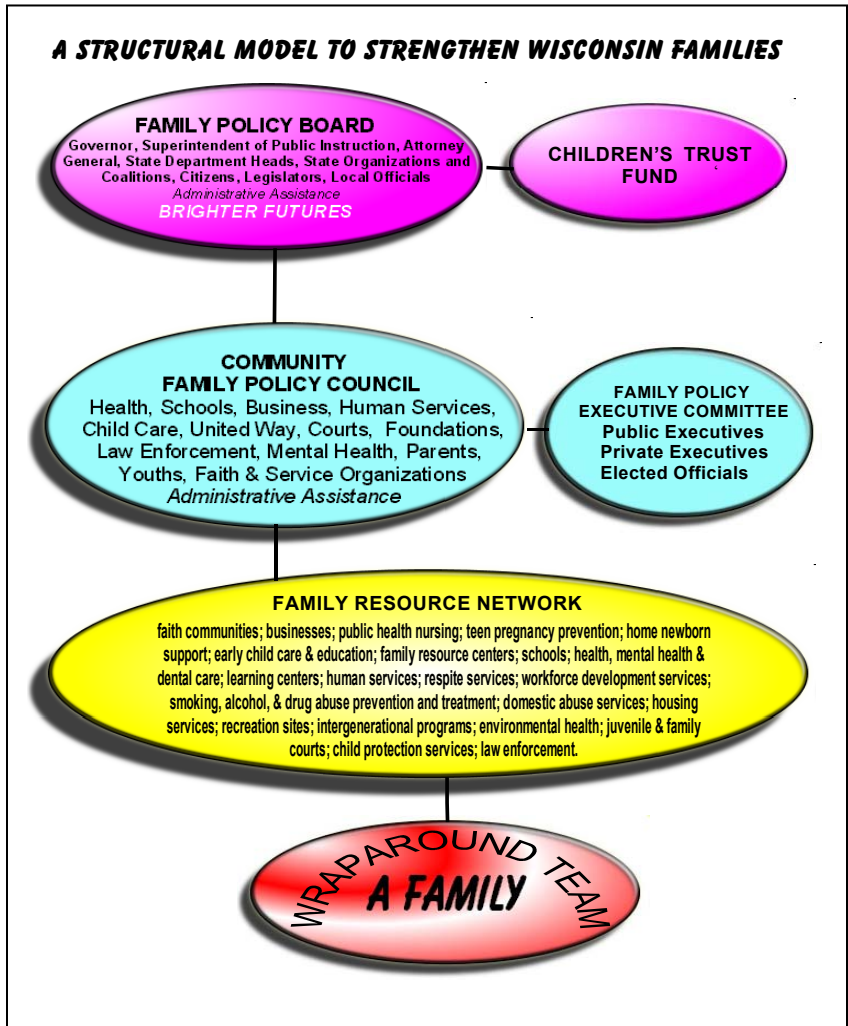 A STRUCTURAL MODEL TO STRENGTHEN WISCONSIN FAMILIES
FAMILY POLICY BOARD
Governor, Superintendent of Public Instruction, Attorney
General, State Department Heads, State Organizations and
Coalitions, Citizens, Legislators, Local Officials
Administrative Assistance
BRIGHTER FUTURES
CHILDREN'S TRUST
FUND
COMMUNITY
FAMILY POLICY COUNCIL
Health, Schools, Business, Human Services,
Child Care, United Way, Courts, Foundations,
Law Enforcement, Mental Health, Parents,
Youths, Faith & Service Organizations
Administrative Assistance
FAMILY POLICY
EXECUTIVE COMMITTEE
Public Executives
Private Executives
Elected Officials
FAMILY RESOURCE NETWORK
faith communities; businesses; public health nursing; teen pregnancy prevention; home newborn
support; early child care & education; family resource centers; schools; health, mental health &
dental care; learning centers; human services; respite services; workforce development services;
smoking, alcohol, & drug abuse prevention and treatment; domestic abuse services; housing
services; recreation sites; intergenerational programs; environmental health; juvenile & family
courts; child protection services; law enforcement.
WRAPAROUND TEAM
A FAMILY